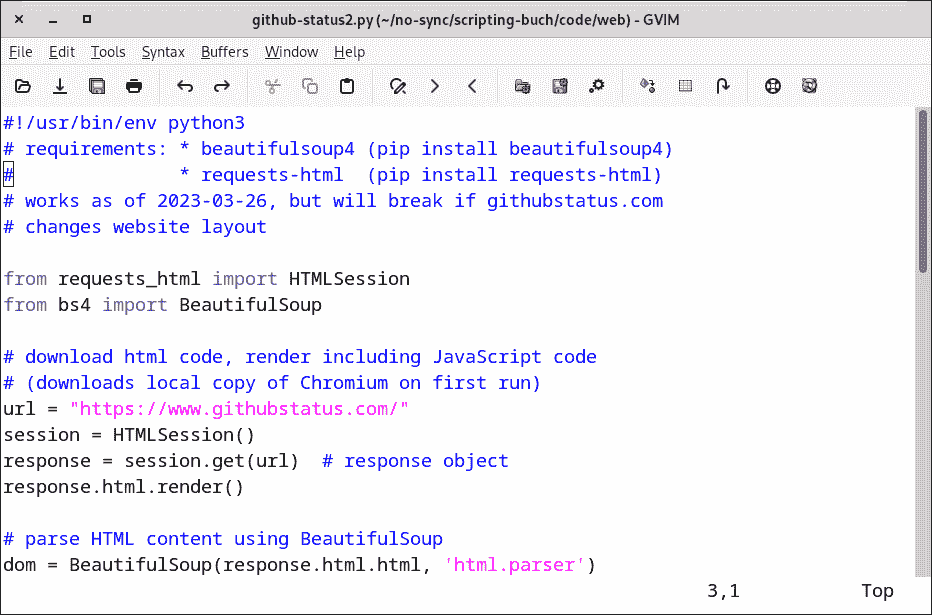 github-status2.py (~/no-sync/scripting-buch/code/web) - GVIM
File Edit Tools Syntax Buffers Window Help
#!/usr/bin/env python3
# requirements: * beautifulsoup4 (pip install beautifulsoup4)
#               * requests-html  (pip install requests-html)
# works as of 2023-03-26, but will break if githubstatus.com
# changes website layout

from requests_html import HTMLSession
from bs4 import BeautifulSoup

# download html code, render including JavaScript code
# (downloads local copy of Chromium on first run)
url = "https://www.githubstatus.com/"
session = HTMLSession()
response = session.get(url)  # response object
response.html.render()

# parse HTML content using BeautifulSoup
dom = BeautifulSoup(response.html.html, 'html.parser')
3,1 Top